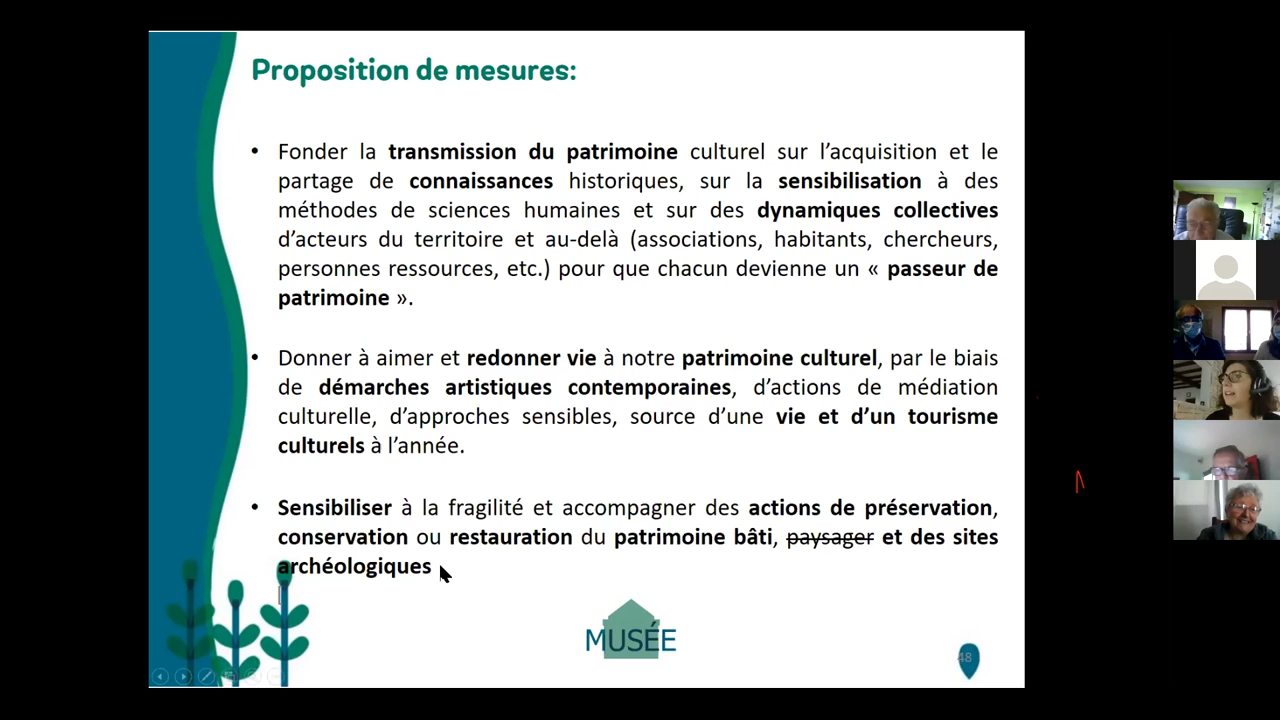 Proposition de mesures:
• Fonder la transmission du patrimoine culturel sur l’acquisition et le
partage de connaissances historiques, sur la sensibilisation à des
méthodes de sciences humaines et sur des dynamiques collectives
d’acteurs du territoire et au-delà (associations, habitants, chercheurs,
personnes ressources, etc.) pour que chacun devienne un « passeur de
patrimoine ».
• Donner à aimer et redonner vie à notre patrimoine culturel, par le biais
de démarches artistiques contemporaines, d’actions de médiation
culturelle, d’approches sensibles, source d’une vie et d’un tourisme
culturels à l’année.
• Sensibiliser à la fragilité et accompagner des actions de préservation,
conservation ou restauration du patrimoine bâti, paysager et des sites
archéologiques
MUSÉE
48